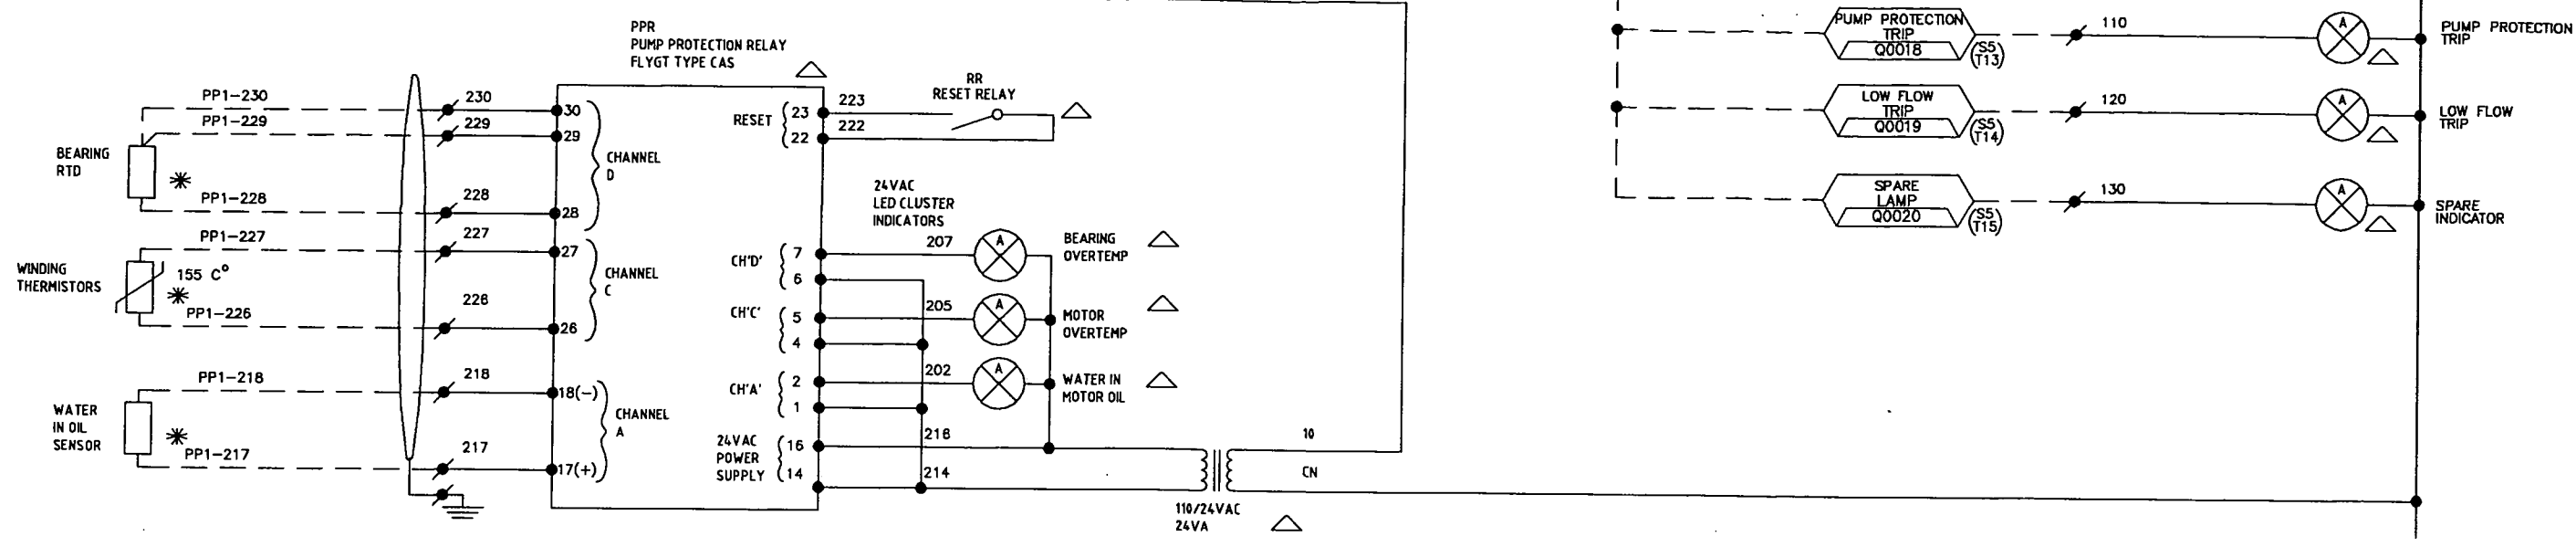 PPR
PUMP PROTECTION RELAY
FLYGT TYPE CAS
PP1-230
230
30
PP1-229
229
29
BEARING
RTD
CHANNEL
D
PP1-228
228
28
PP1-227
227
27
WINDING
THERMISTORS
155 C°
CHANNEL
C
PP1-226
226
26
PP1-218
218
18(-)
WATER
IN OIL
SENSOR
CHANNEL
A
PP1-217
217
17(+)
RESET
23
22
223
222
RR
RESET RELAY
24VAC
LED CLUSTER
INDICATORS
CH'D'
7
6
207
A
BEARING
OVERTEMP
CH'C'
5
4
205
A
MOTOR
OVERTEMP
CH'A'
2
1
202
A
WATER IN
MOTOR OIL
24VAC
POWER
SUPPLY
16
14
216
214
10
CN
110/24VAC
24VA
PUMP PROTECTION
TRIP
Q0018
(S5
T13)
110
A
PUMP PROTECTION
TRIP
LOW FLOW
TRIP
Q0019
(S5
T14)
120
A
LOW FLOW
TRIP
SPARE
LAMP
Q0020
(S5
T15)
130
A
SPARE
INDICATOR